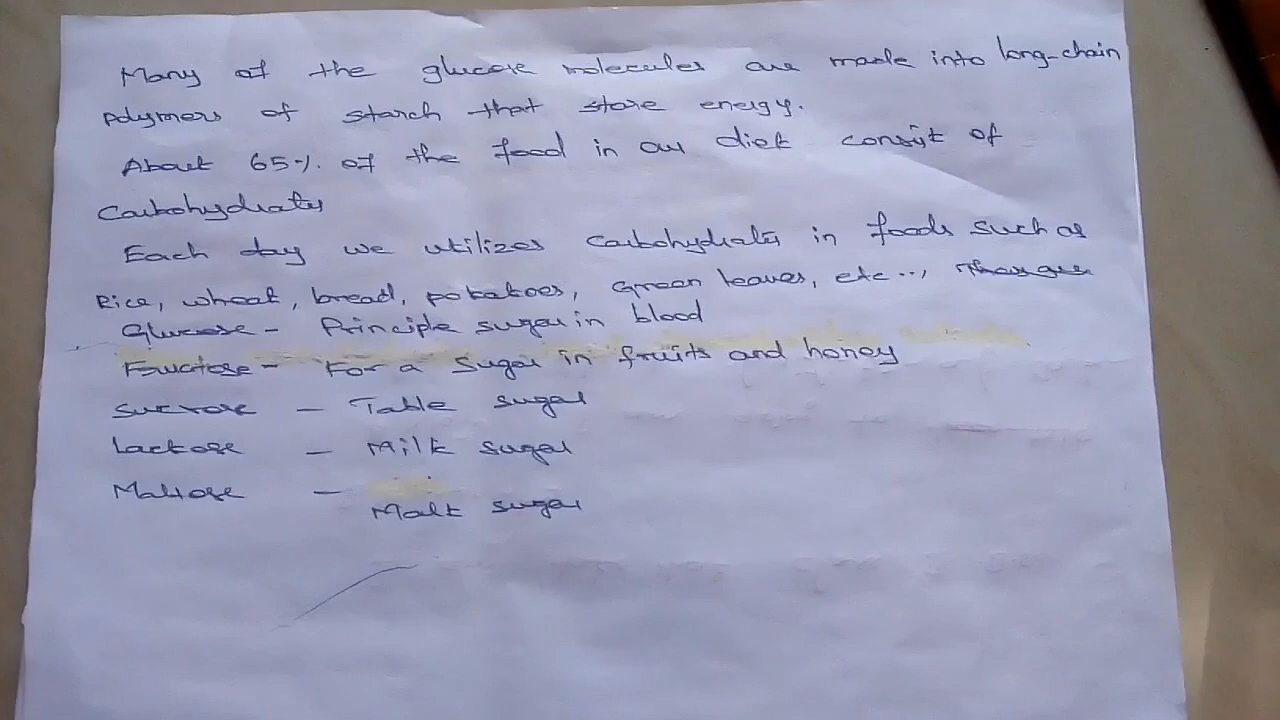 Many of the glucose molecules are made into long-chain
polymers of starch that store energy.
About 65%. of the food in our diet consist of
Carbohydrates
Each day we utilizes carbohydrates in foods such as
Rice, wheat, bread, potatoes, Green leaves, etc..,
Glucose - Principle sugar in blood
Fructose - For a Sugar in fruits and honey
Sucrose - Table sugar
Lactose - Milk sugar
Maltose -
Malt sugar